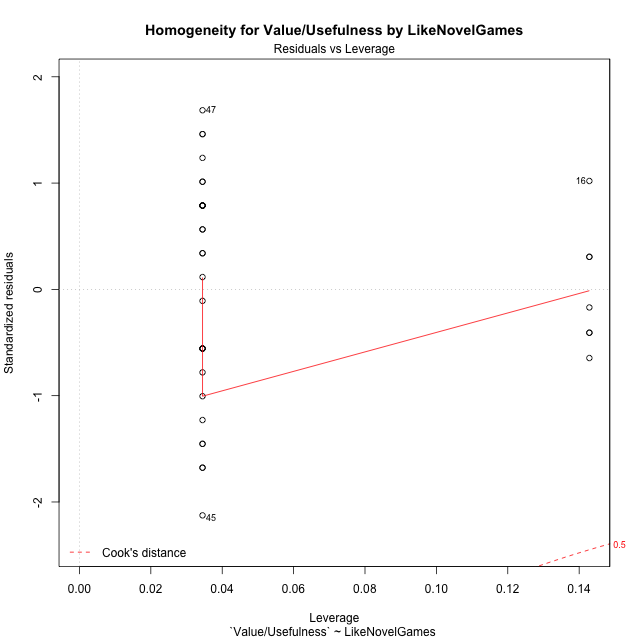 Homogeneity for Value/Usefulness by LikeNovelGames
Residuals vs Leverage
2
1
0
-1
-2
Standardized residuals
47
16
45
0.5
Cook's distance
0.00 0.02 0.04 0.06 0.08 0.10 0.12 0.14
Leverage
`Value/Usefulness` ~ LikeNovelGames